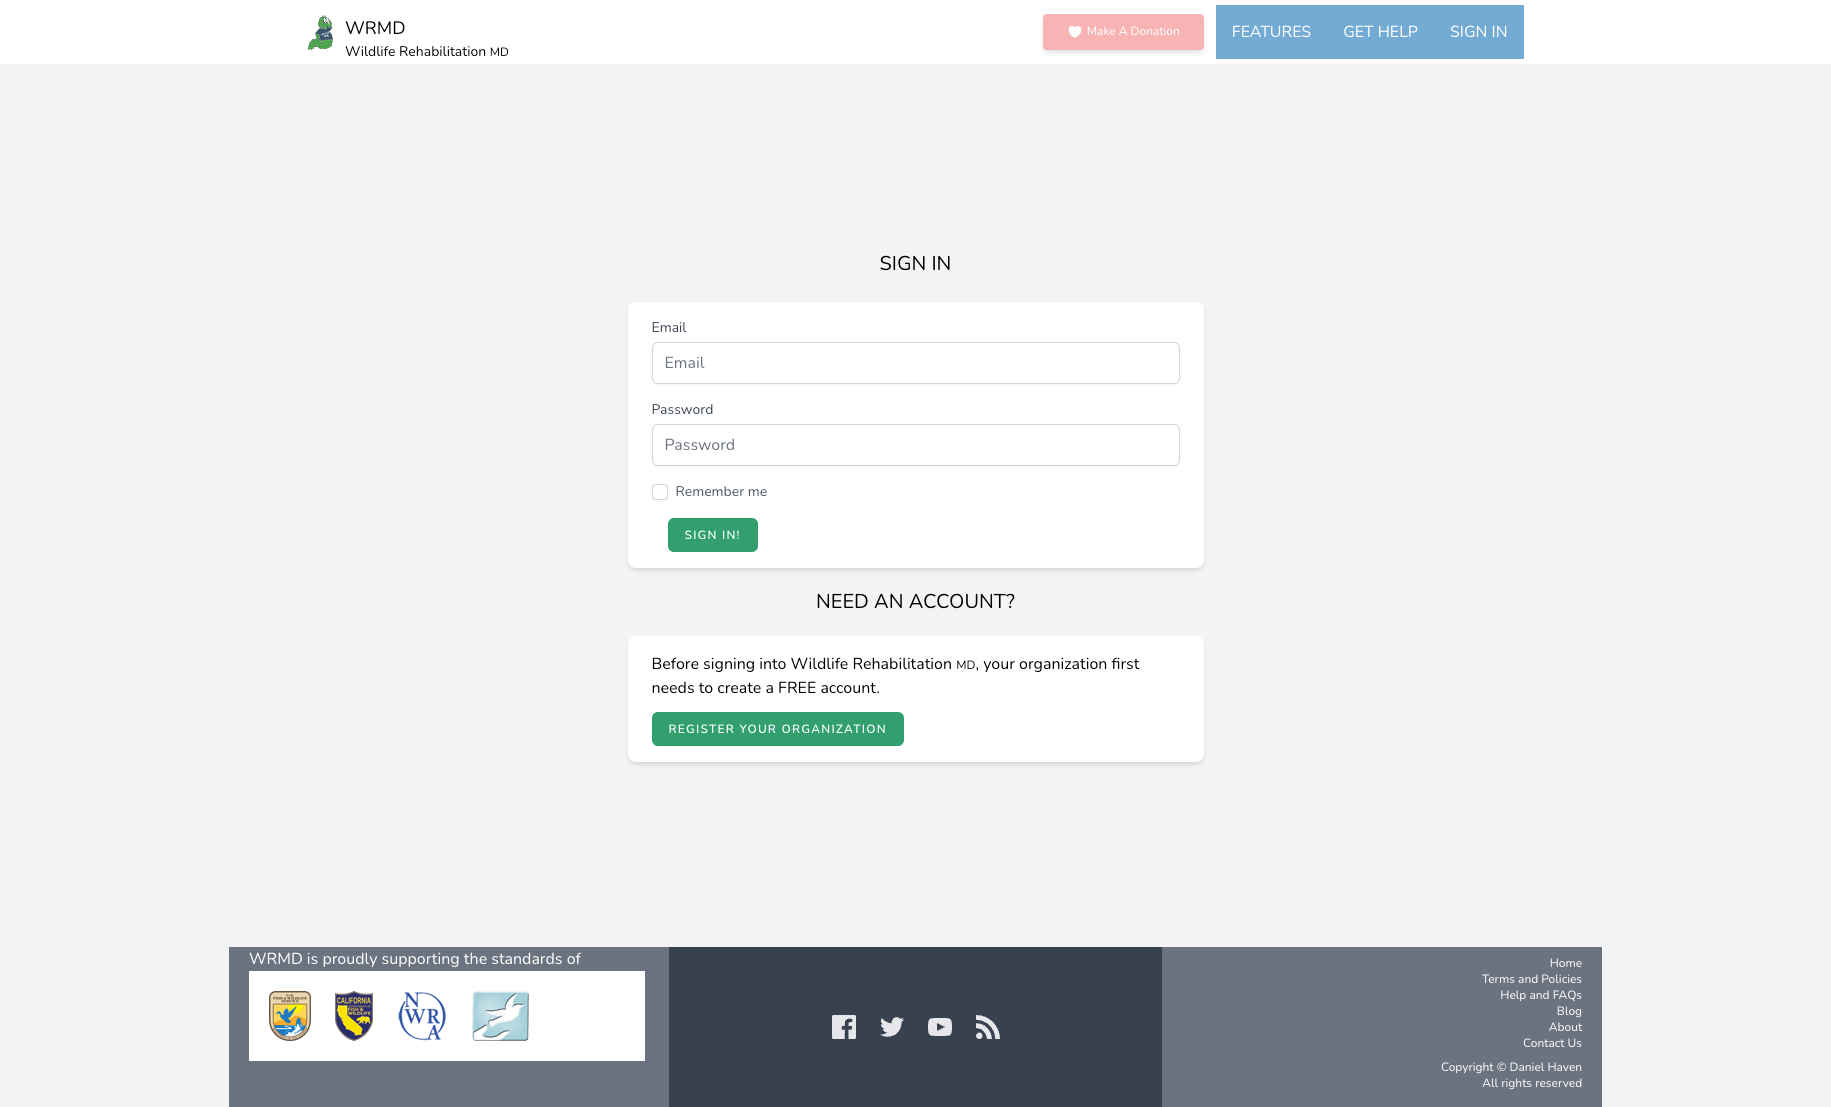 WRMD
Wildlife Rehabilitation MD
Make A Donation
FEATURES
GET HELP
SIGN IN
SIGN IN
Email
Email
Password
Password
Remember me
SIGN IN!
NEED AN ACCOUNT?
Before signing into Wildlife Rehabilitation MD, your organization first
needs to create a FREE account.
REGISTER YOUR ORGANIZATION
WRMD is proudly supporting the standards of
CALIFORNIA
NWRA
Home
Terms and Policies
Help and FAQs
Blog
About
Contact Us
Copyright © Daniel Haven
All rights reserved